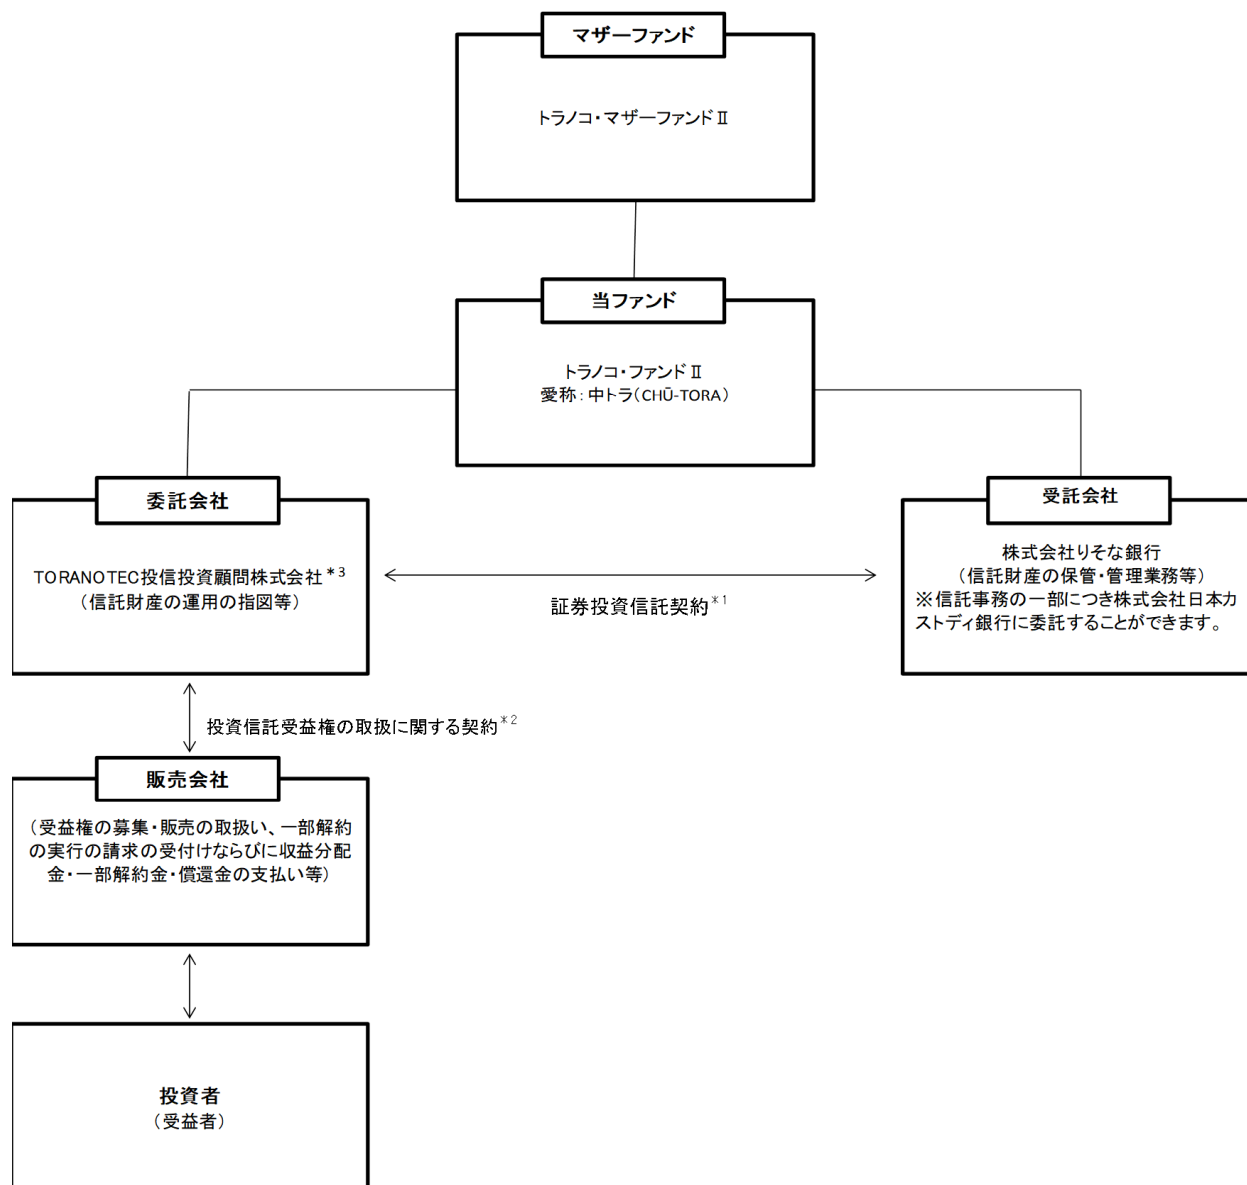 マザーファンド
トラノコ・マザーファンドⅡ
当ファンド
トラノコ・ファンドⅡ
愛称：中トラ（CHŪ-TORA）
委託会社
TORANOTEC投信投資顧問株式会社＊3
（信託財産の運用の指図等）
証券投資信託契約＊1
受託会社
株式会社りそな銀行
（信託財産の保管・管理業務等）
※信託事務の一部につき株式会社日本カ
ストディ銀行に委託することができます。
投資信託受益権の取扱に関する契約＊2
販売会社
（受益権の募集・販売の取扱い、一部解約
の実行の請求の受付けならびに収益分配
金・一部解約金・償還金の支払い等）
投資者
（受益者）